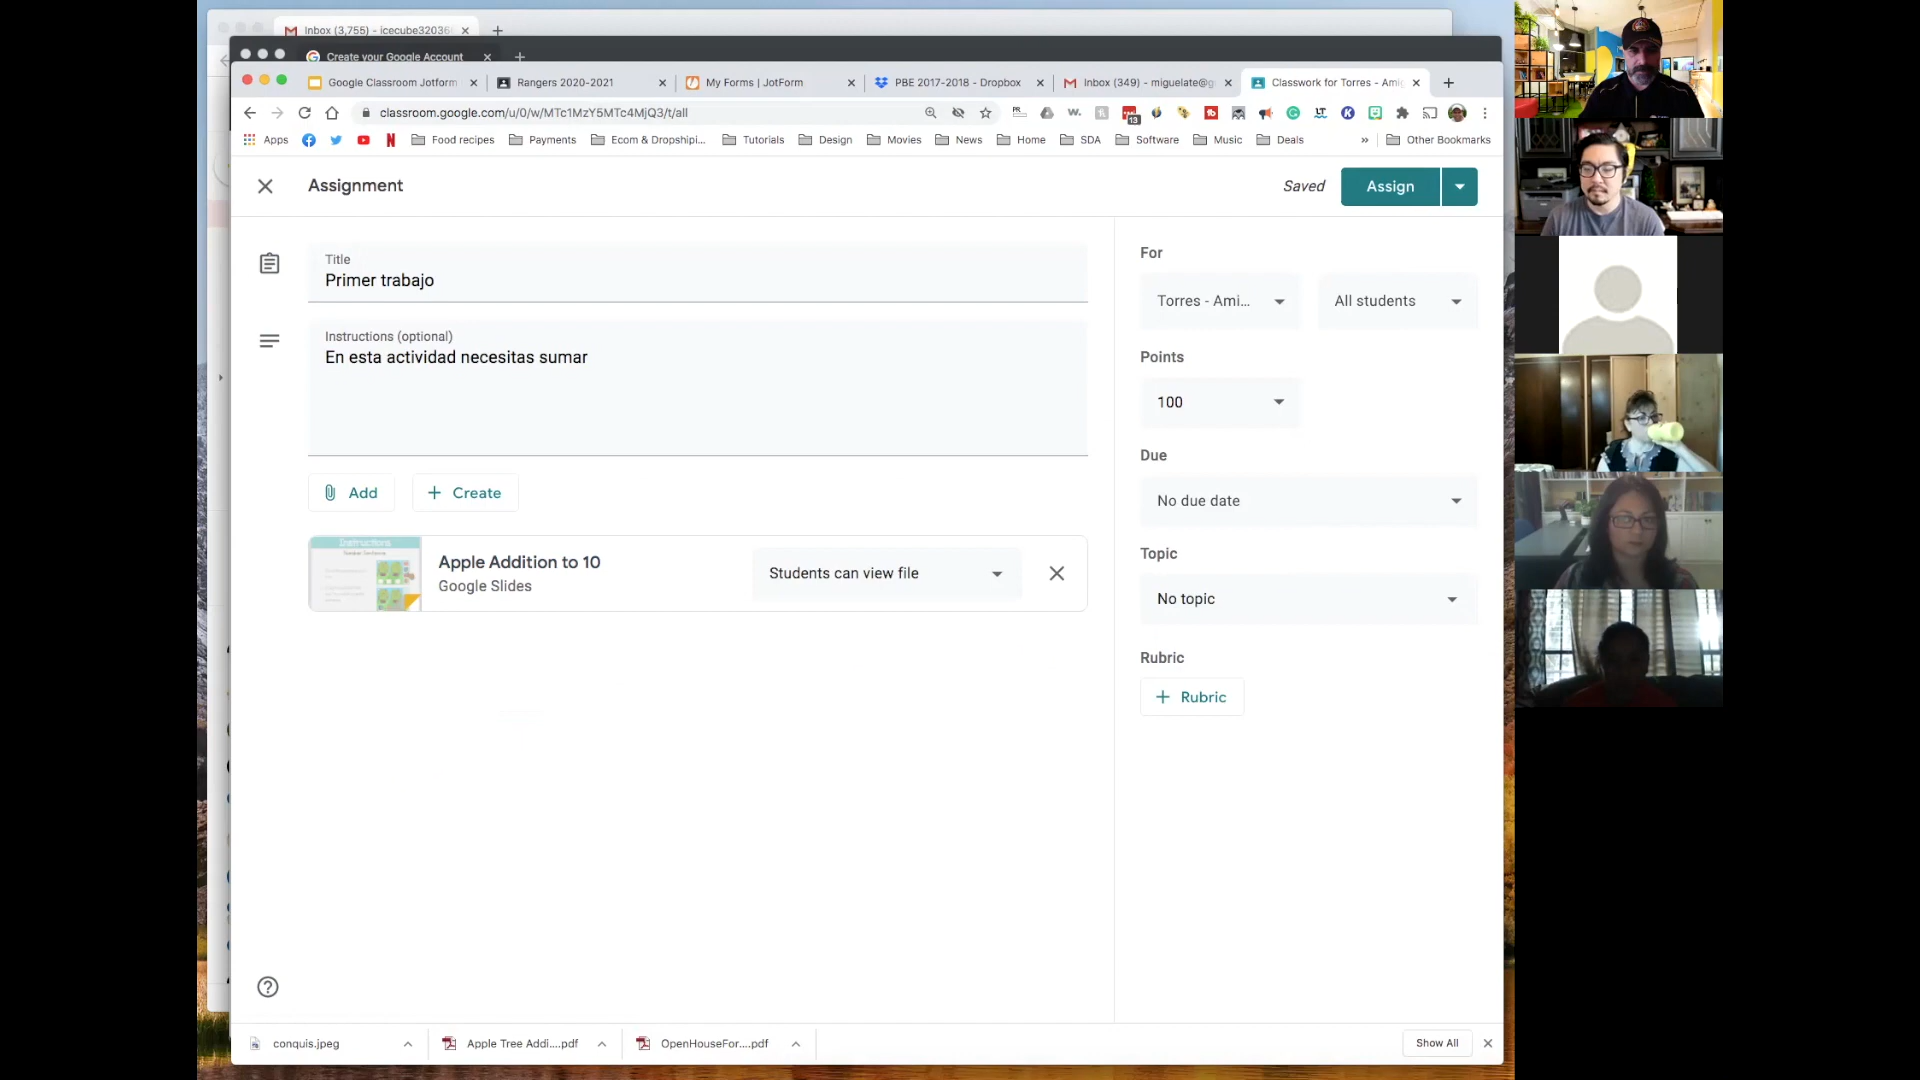 Inbox (3,755) - icecube32036
Create your Google Account
Google Classroom Jotform
Rangers 2020-2021
My Forms | JotForm
PBE 2017-2018 - Dropbox
Inbox (349) - miguelate@g
Classwork for Torres - Ami
classroom.google.com/u/0/w/MTc1MzY5MTc4MjQ3/t/all
13
Apps
Food recipes
Payments
Ecom & Dropshipi...
Tutorials
Design
Movies
News
Home
SDA
Software
Music
Deals
»
Other Bookmarks
Assignment
Saved
Assign
Title
Primer trabajo
Instructions (optional)
En esta actividad necesitas sumar
Add
Create
Instructions
Apple Addition to 10
Google Slides
Students can view file
For
Torres - Ami...
All students
Points
100
Due
No due date
Topic
No topic
Rubric
Rubric
conquis.jpeg
Apple Tree Addi....pdf
OpenHouseFor....pdf
Show All